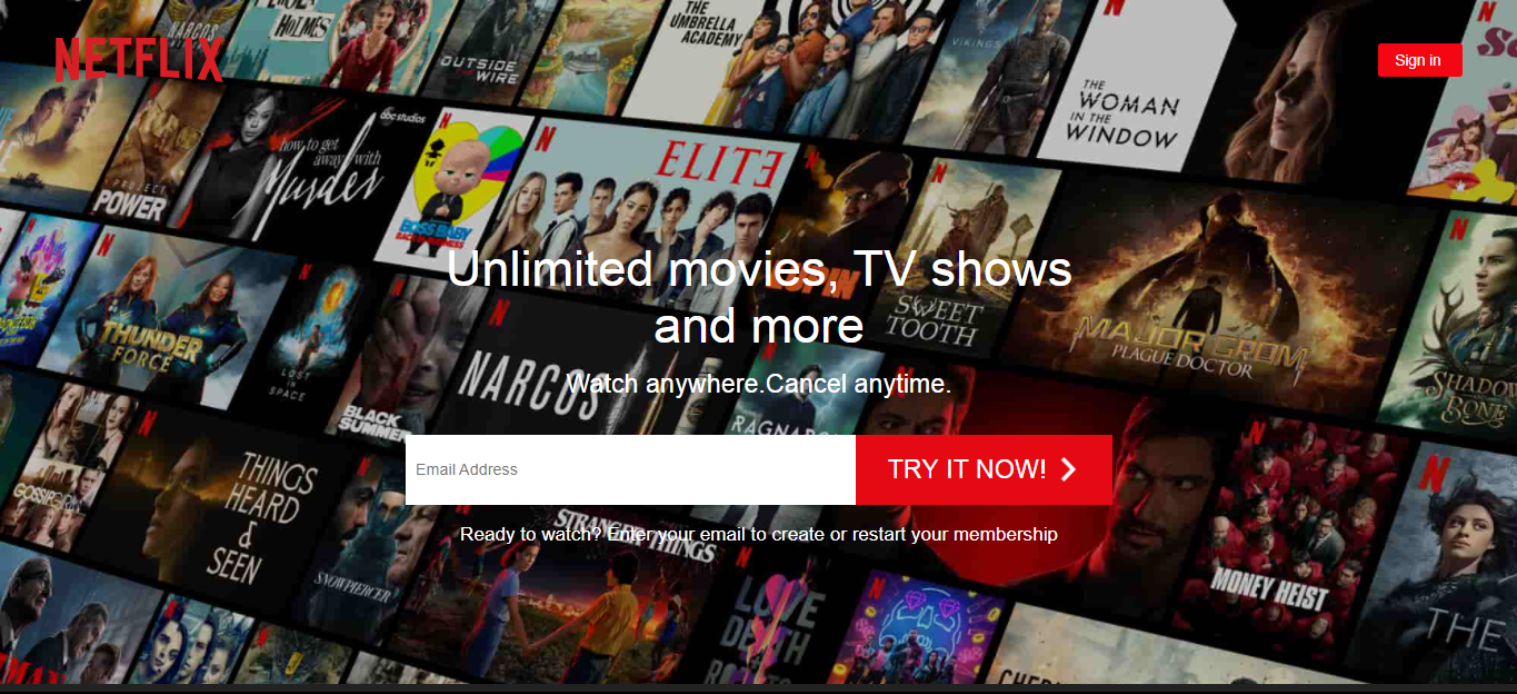 NARCOS
HOLMES
THE
UMBRELLA
ACADEMY
NETFLIX
OUTSIDE
THE
WIRE
VIKINGS
THE
WOMAN
IN THE
WINDOW
Sign in
abc studios
how to get
away with
Murder
PROJECT
POWER
BOSS BABY
ELITE
Unlimited movies, TV shows
and more
SWEET
TOOTH
MAJOR GROM
PLAGUE DOCTOR
THUNDER
FORCE
LOST
IN
SPACE
NARCOS
Watch anywhere.Cancel anytime.
SHADOW
BONE
BLACK
SUMMER
RAGNAROK
Email Address
TRY IT NOW!
GOSSIP GIRL
THINGS
HEARD
&
SEEN
STRANGER THINGS
Ready to watch? Enter your email to create or restart your membership
SNOWPIERCER
MONEY HEIST
LOVE
DEATH
ROBOTS
THE